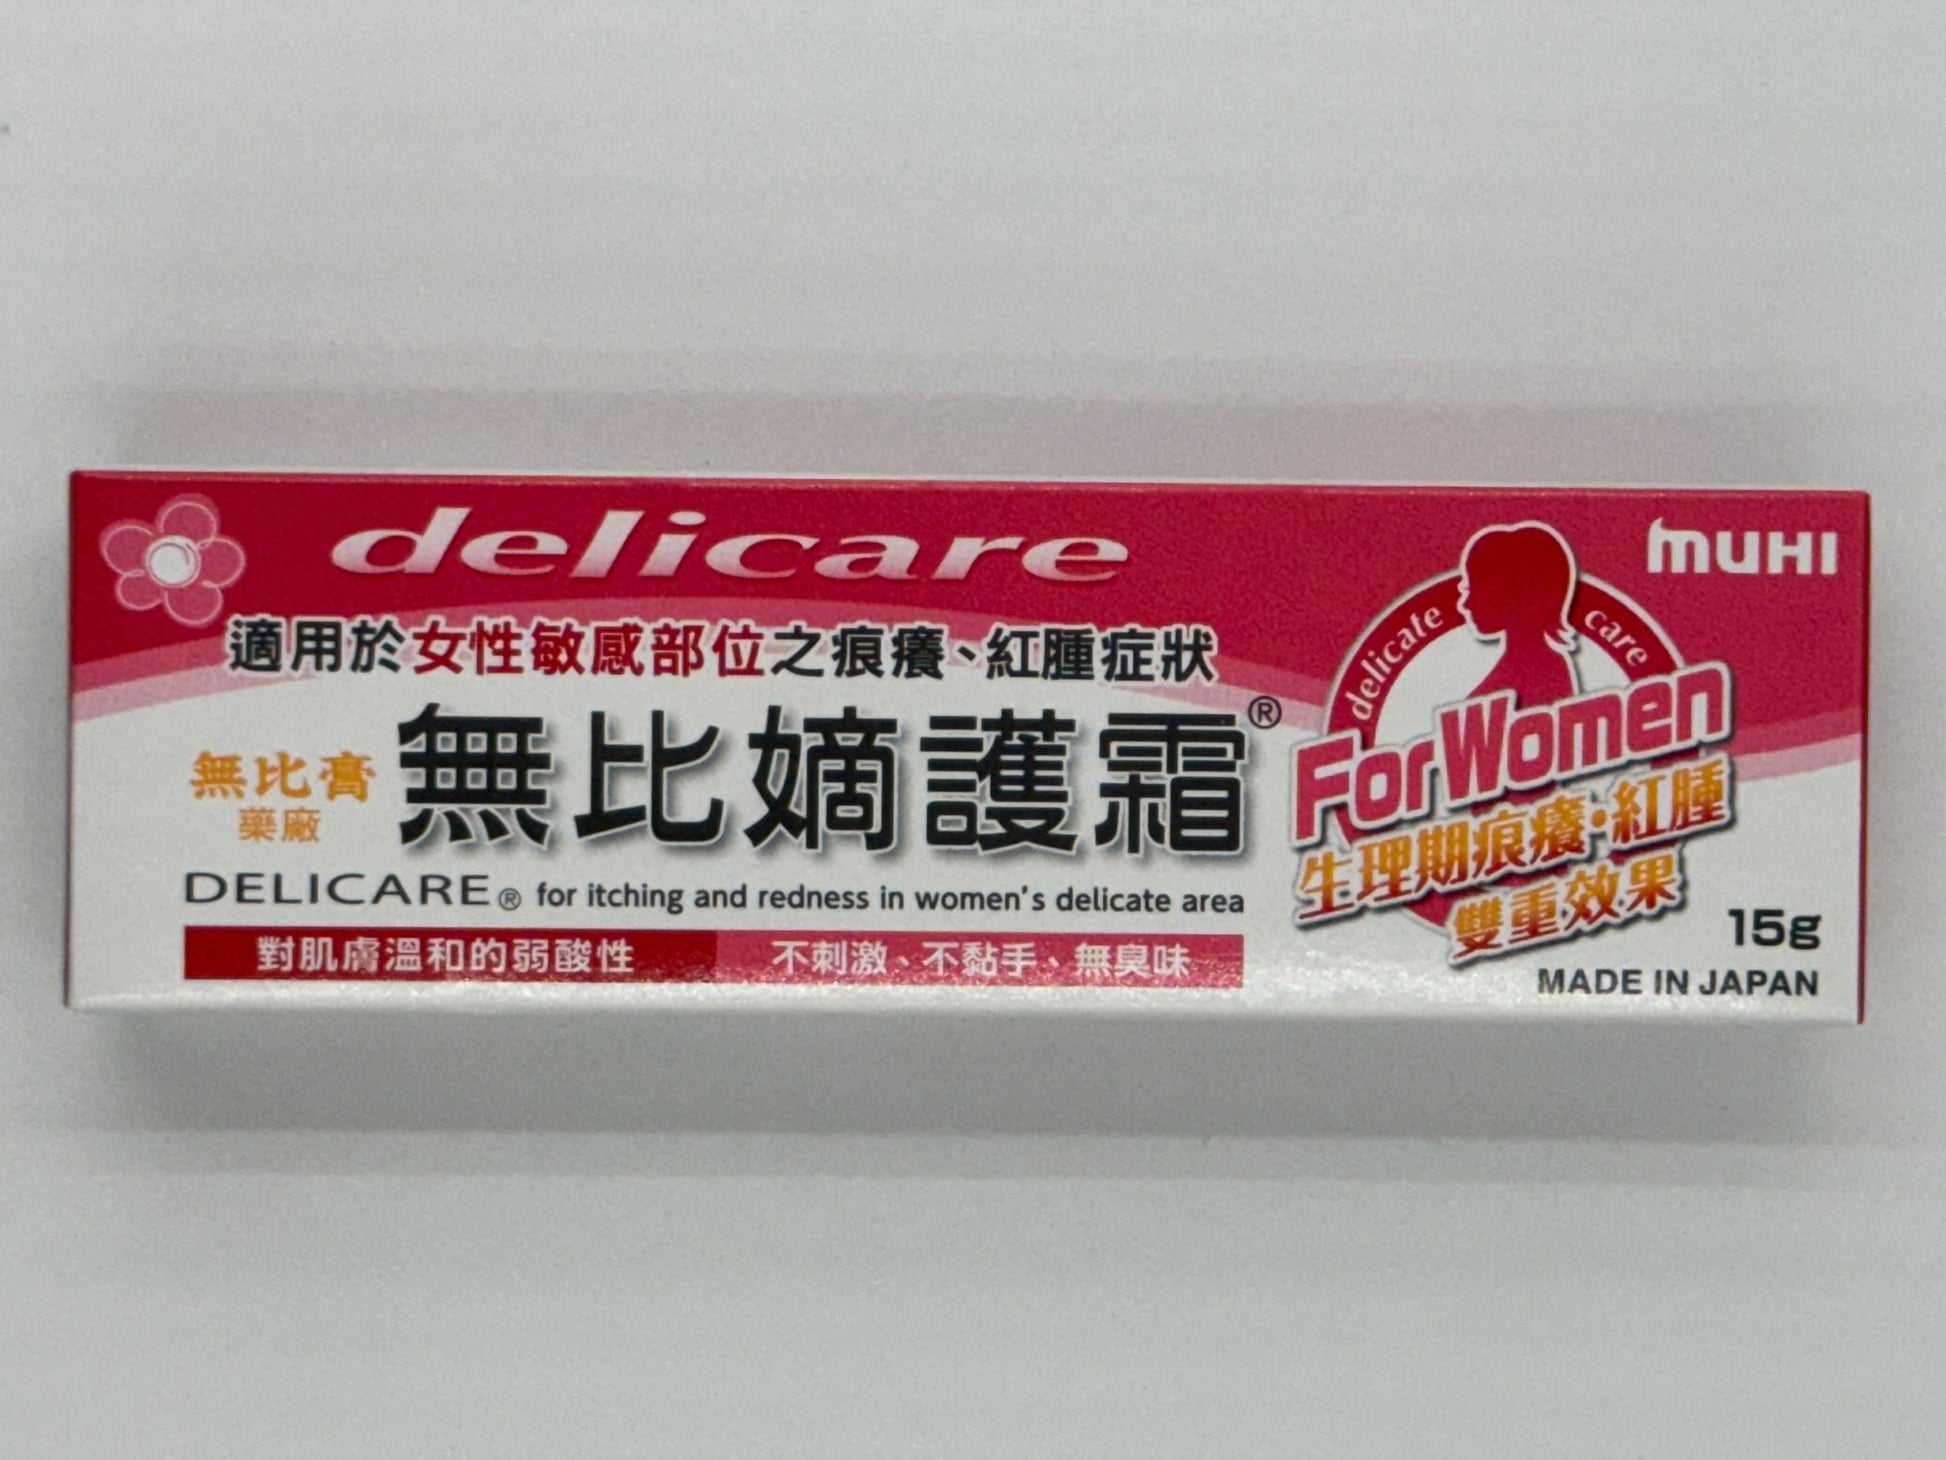 delicare
muHI
delicate care
適用於女性敏感部位之痕癢、紅腫症狀
無比膏
藥廠
無比嫡護霜®
For Women
生理期痕癢・紅腫
雙重效果
DELICARE® for itching and redness in women's delicate area
對肌膚溫和的弱酸性
不刺激、不黏手、無臭味
15g
MADE IN JAPAN